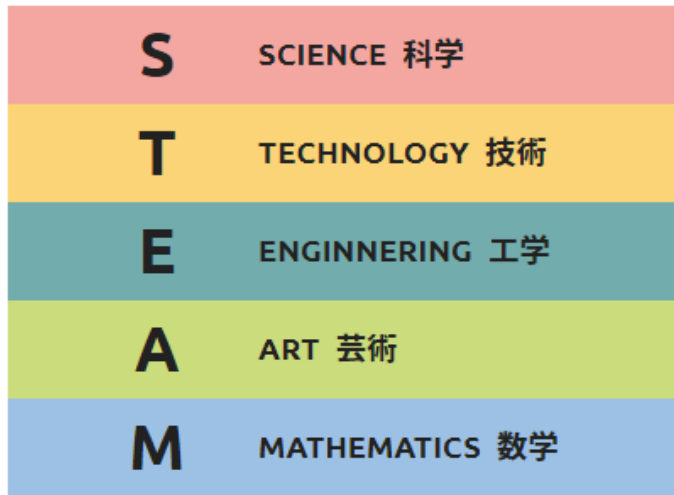 S SCIENCE 科学
T TECHNOLOGY 技術
E ENGINNERING 工学
A ART 芸術
M MATHEMATICS 数学